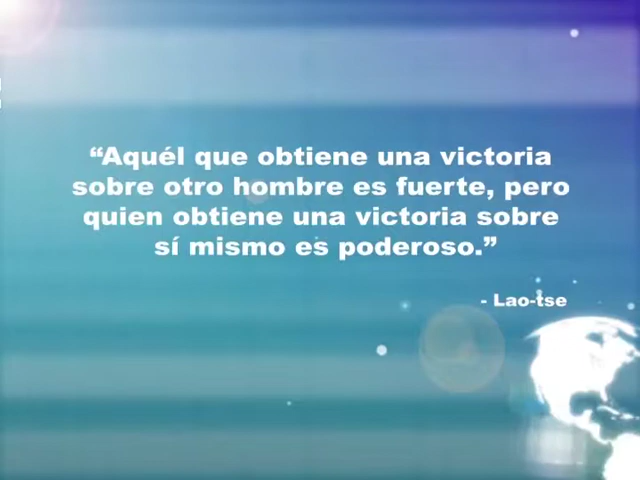 “Aquél que obtiene una victoria
sobre otro hombre es fuerte, pero
quien obtiene una victoria sobre
sí mismo es poderoso.”
- Lao-tse